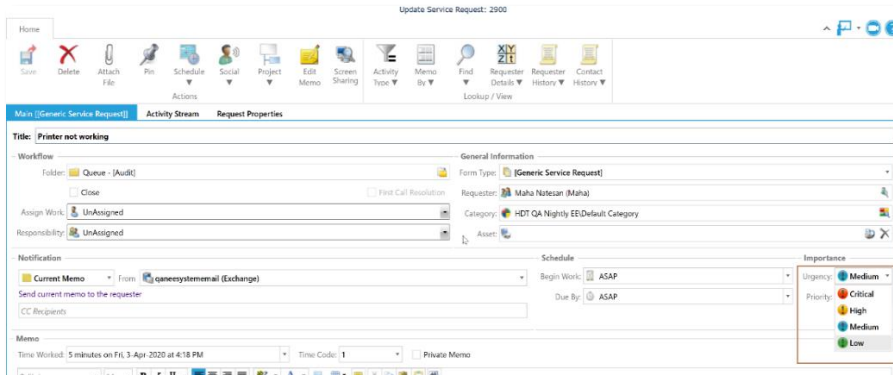 Update Service Request: 2900
Home
Save Delete Attach File Pin Schedule Social Project Edit Memo Screen Sharing Activity Type Memo By Find Requester Details Requester History Contact History
Actions Lookup / View
Main [[Generic Service Request]] Activity Stream Request Properties
Title: Printer not working
Workflow General Information
Folder: Queue - [Audit] Form Type: [Generic Service Request]
Close First Call Resolution Requester: Maha Natesan (Maha)
Assign Work: UnAssigned Category: HDT QA Nightly EE\Default Category
Responsibility: UnAssigned Asset:
Notification Schedule Importance
Current Memo From qaneesystememail (Exchange) Begin Work: ASAP Urgency: Medium
Send current memo to the requester Due By: ASAP Priority: Critical
CC Recipients High
Medium
Memo Low
Time Worked: 5 minutes on Fri, 3-Apr-2020 at 4:18 PM Time Code: 1 Private Memo
B I U